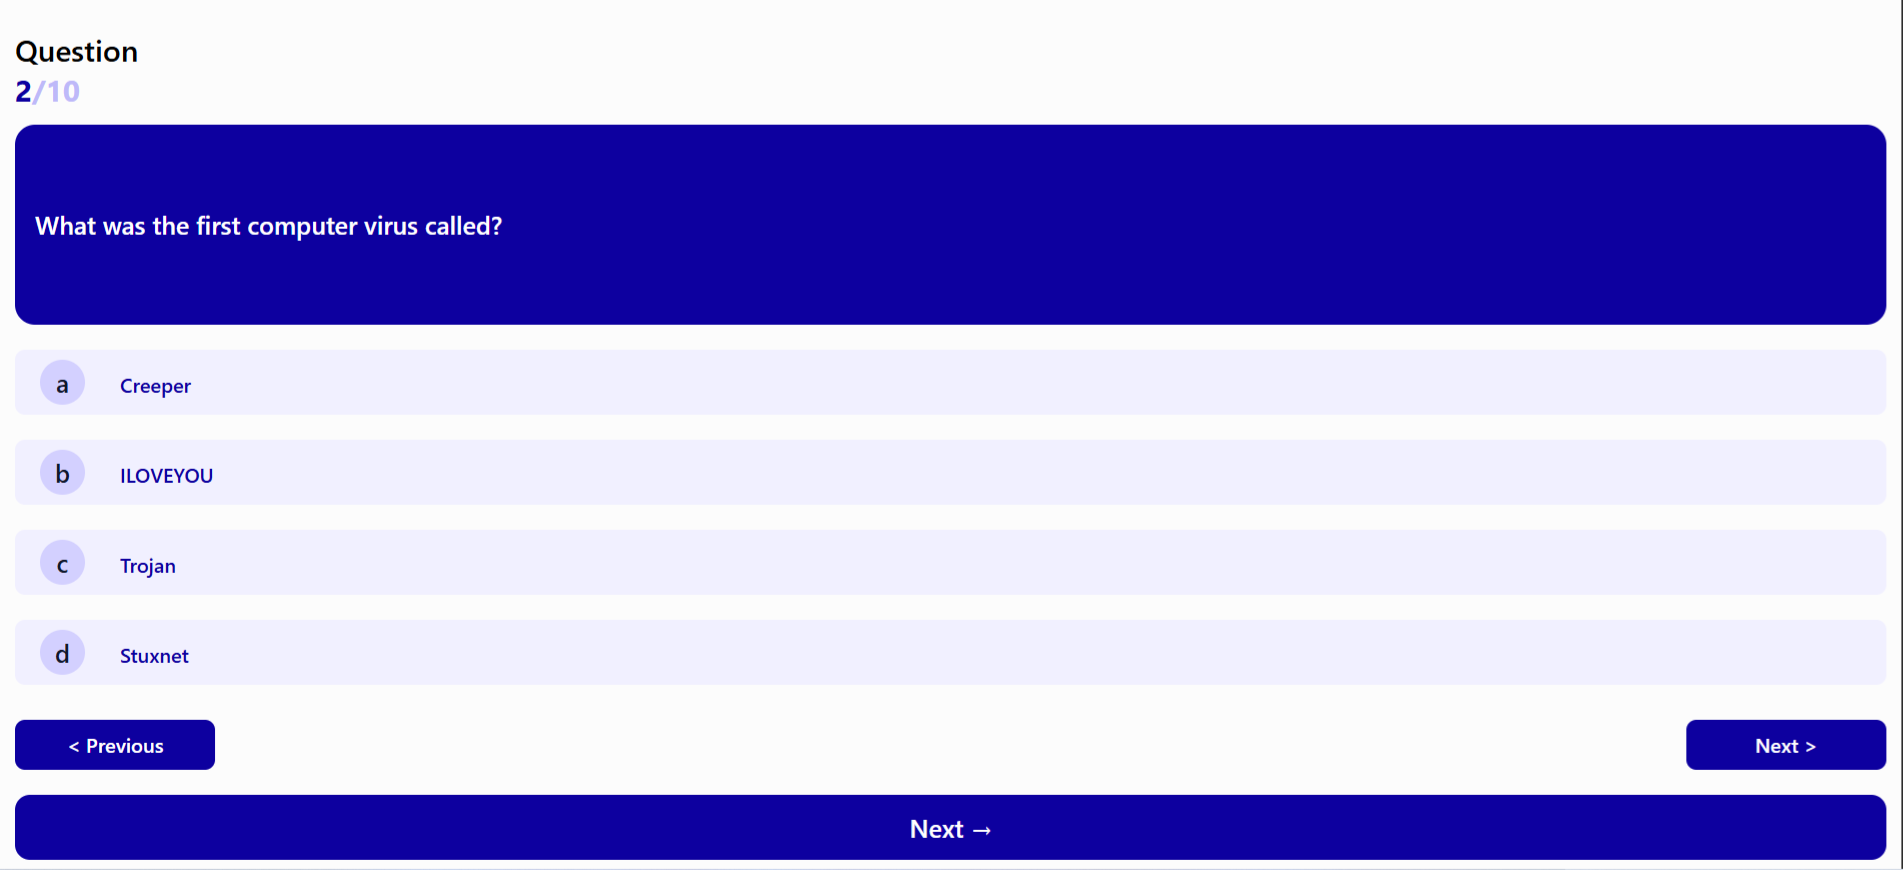 Question
2/10
What was the first computer virus called?
a Creeper
b ILOVEYOU
c Trojan
d Stuxnet
< Previous Next >
Next →